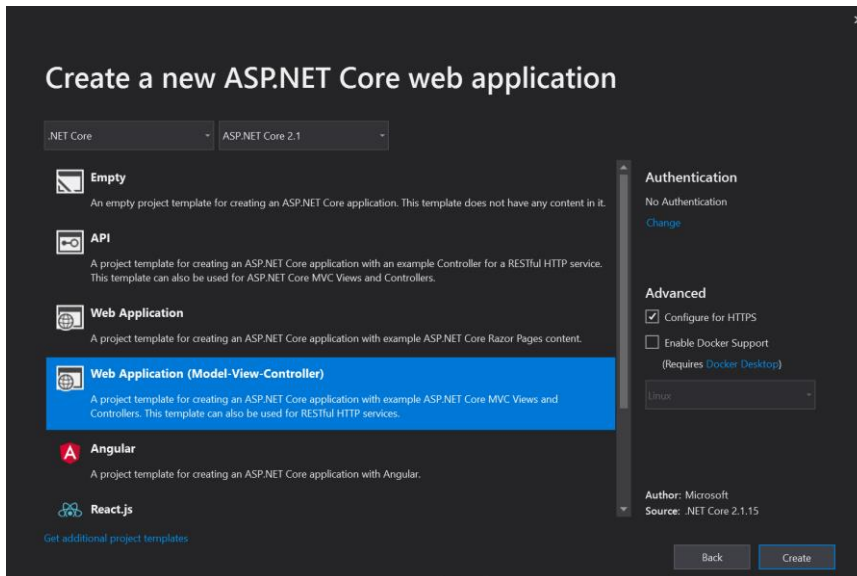 Create a new ASP.NET Core web application
.NET Core
ASP.NET Core 2.1
Empty
An empty project template for creating an ASP.NET Core application. This template does not have any content in it.
API
A project template for creating an ASP.NET Core application with an example Controller for a RESTful HTTP service.
This template can also be used for ASP.NET Core MVC Views and Controllers.
Web Application
A project template for creating an ASP.NET Core application with example ASP.NET Core Razor Pages content.
Web Application (Model-View-Controller)
A project template for creating an ASP.NET Core application with example ASP.NET Core MVC Views and
Controllers. This template can also be used for RESTful HTTP services.
Angular
A project template for creating an ASP.NET Core application with Angular.
React.js
Get additional project templates
Authentication
No Authentication
Change
Advanced
Configure for HTTPS
Enable Docker Support
(Requires Docker Desktop)
Linux
Author: Microsoft
Source: .NET Core 2.1.15
Back
Create